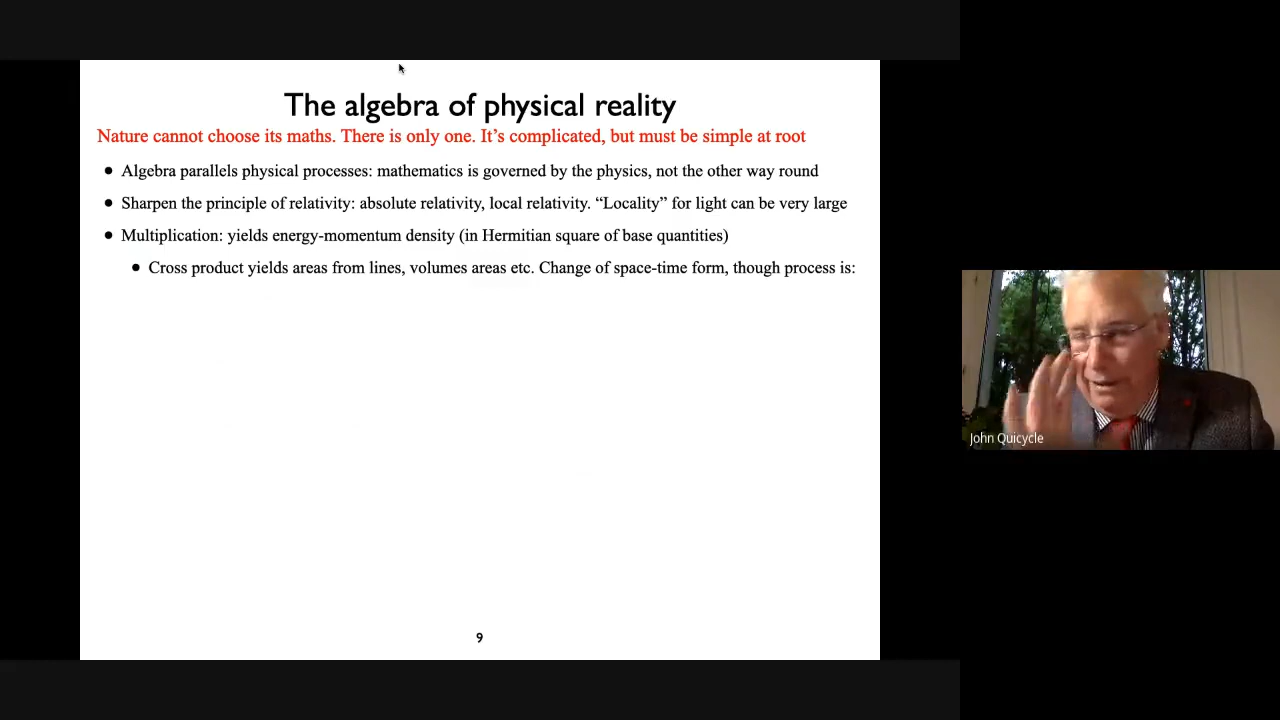 The algebra of physical reality
Nature cannot choose its maths. There is only one. It’s complicated, but must be simple at root
● Algebra parallels physical processes: mathematics is governed by the physics, not the other way round
● Sharpen the principle of relativity: absolute relativity, local relativity. “Locality” for light can be very large
● Multiplication: yields energy-momentum density (in Hermitian square of base quantities)
● Cross product yields areas from lines, volumes areas etc. Change of space-time form, though process is:
John Quicycle
9